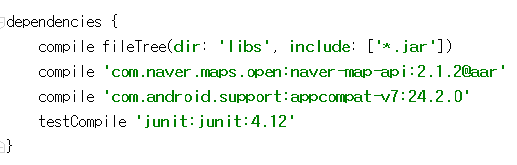 dependencies {
compile fileTree(dir: 'libs', include: ['*.jar'])
compile 'com.naver.maps.open:naver-map-api:2.1.2@aar'
compile 'com.android.support:appcompat-v7:24.2.0'
testCompile 'junit:junit:4.12'
}